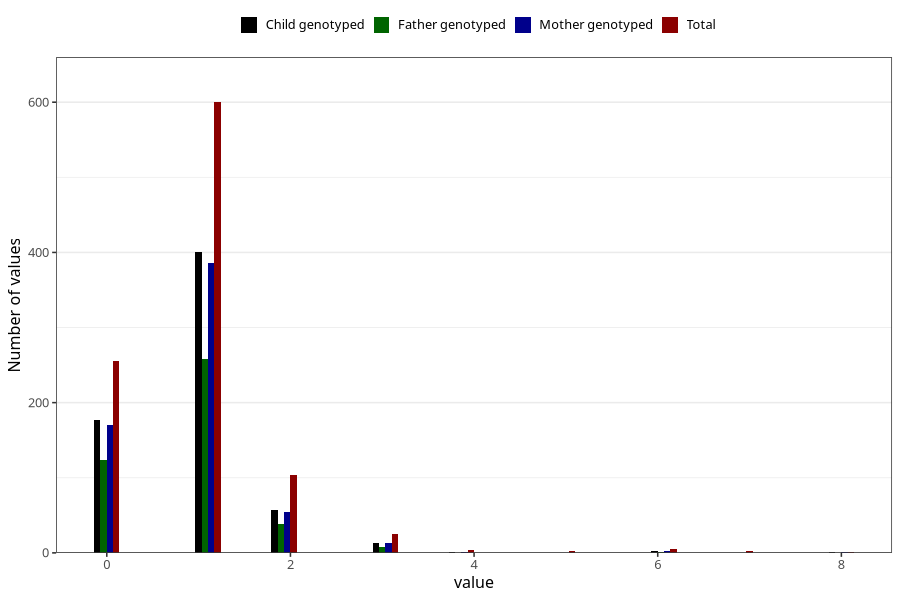 Child genotyped Father genotyped Mother genotyped Total
600
400
200
0
0 2 4 6 8
value
Number of values